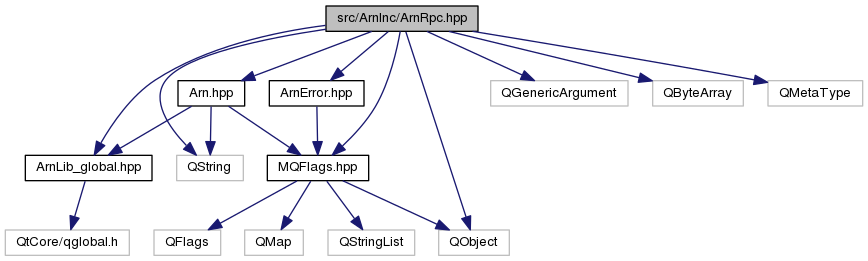 src/ArnInc/ArnRpc.hpp
Arn.hpp
ArnError.hpp
QGenericArgument
QByteArray
QMetaType
ArnLib_global.hpp
QString
MQFlags.hpp
QtCore/qglobal.h
QFlags
QMap
QStringList
QObject